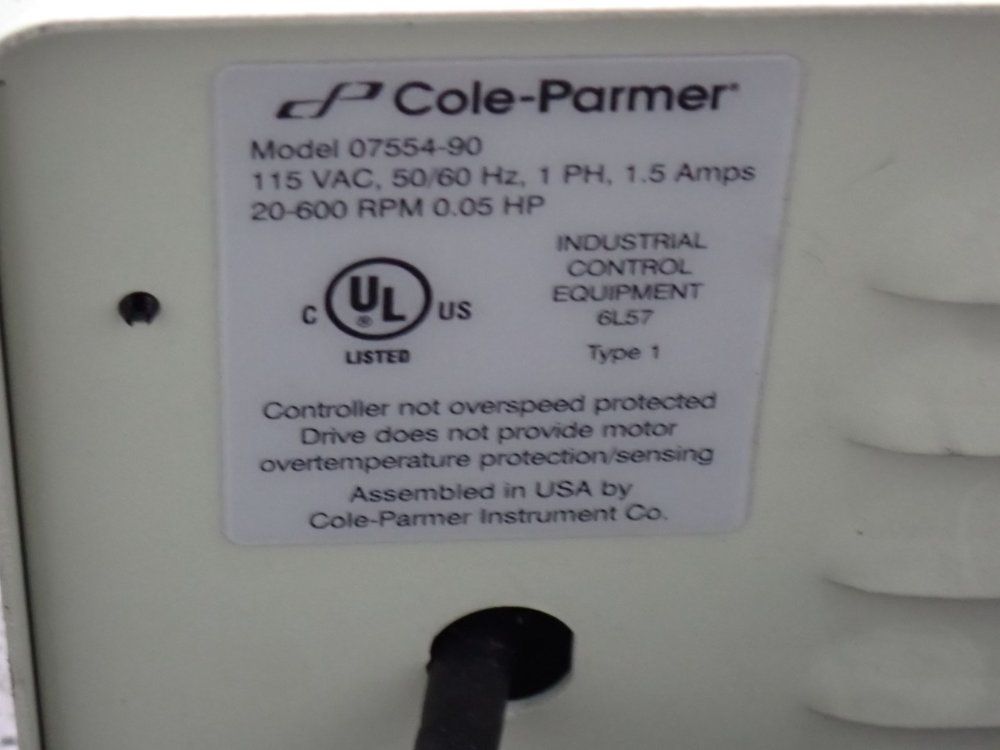 Cole-Parmer®
Model 07554-90
115 VAC, 50/60 Hz, 1 PH, 1.5 Amps
20-600 RPM 0.05 HP
C UL® US
LISTED
INDUSTRIAL
CONTROL
EQUIPMENT
6L57
Type 1
Controller not overspeed protected
Drive does not provide motor
overtemperature protection/sensing
Assembled in USA by
Cole-Parmer Instrument Co.